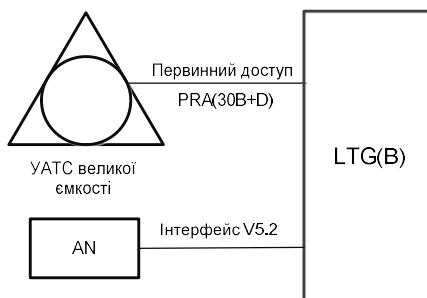 Первинний доступ
PRA(30B+D)
LTG(B)
УАТС великої
ємкості
Інтерфейс V5.2
AN